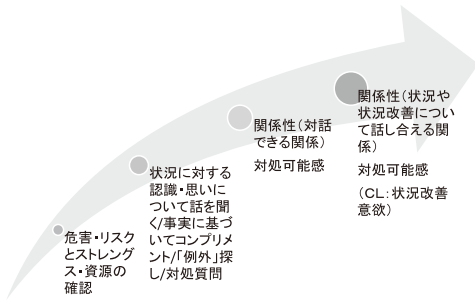 危害・リスク
とストレング
ス・資源の
確認
状況に対する
認識・思いに
ついて話を聞
く/事実に基づ
いてコンプリメ
ント/「例外」探
し/対処質問
関係性(対話
できる関係)
対処可能感
関係性(状況や
状況改善につい
て話し合える関
係)
対処可能感
(CL:状況改善
意欲)